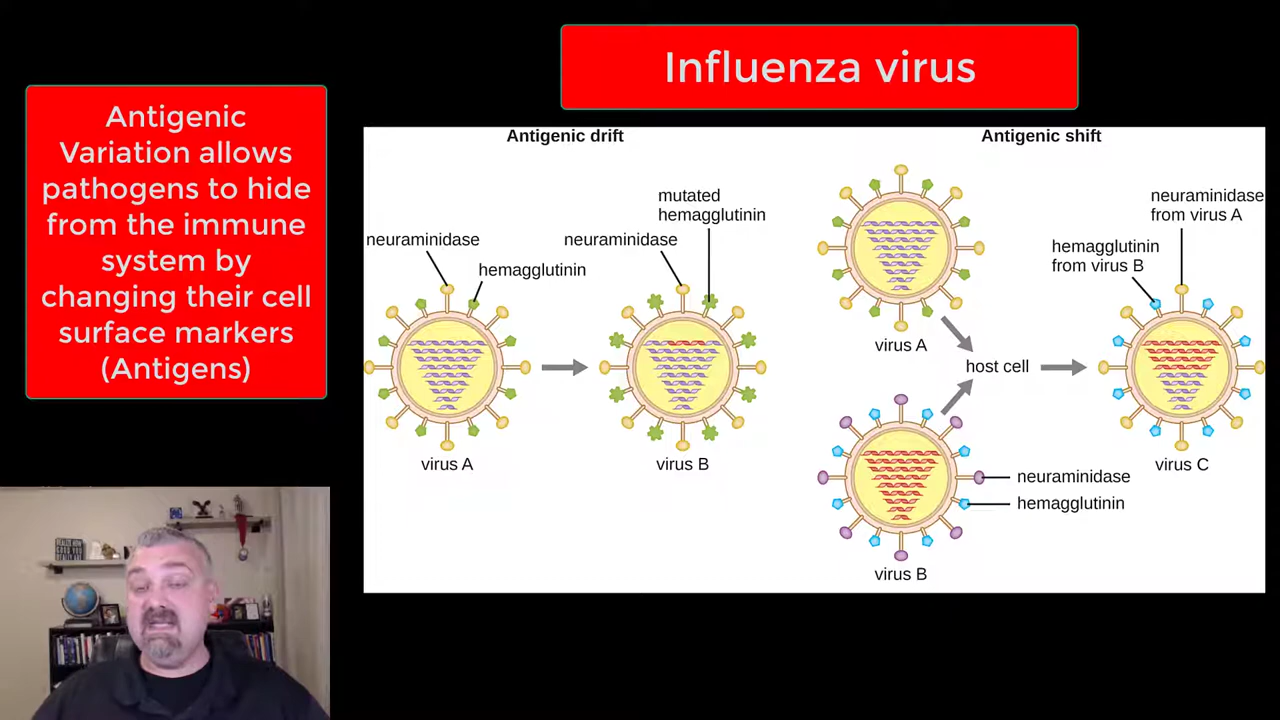 Influenza virus
Antigenic
Variation allows
pathogens to hide
from the immune
system by
changing their cell
surface markers
(Antigens)
Antigenic drift
neuraminidase
hemagglutinin
virus A
neuraminidase
mutated
hemagglutinin
virus B
Antigenic shift
virus A
host cell
neuraminidase
hemagglutinin
virus B
hemagglutinin
from virus B
neuraminidase
from virus A
virus C